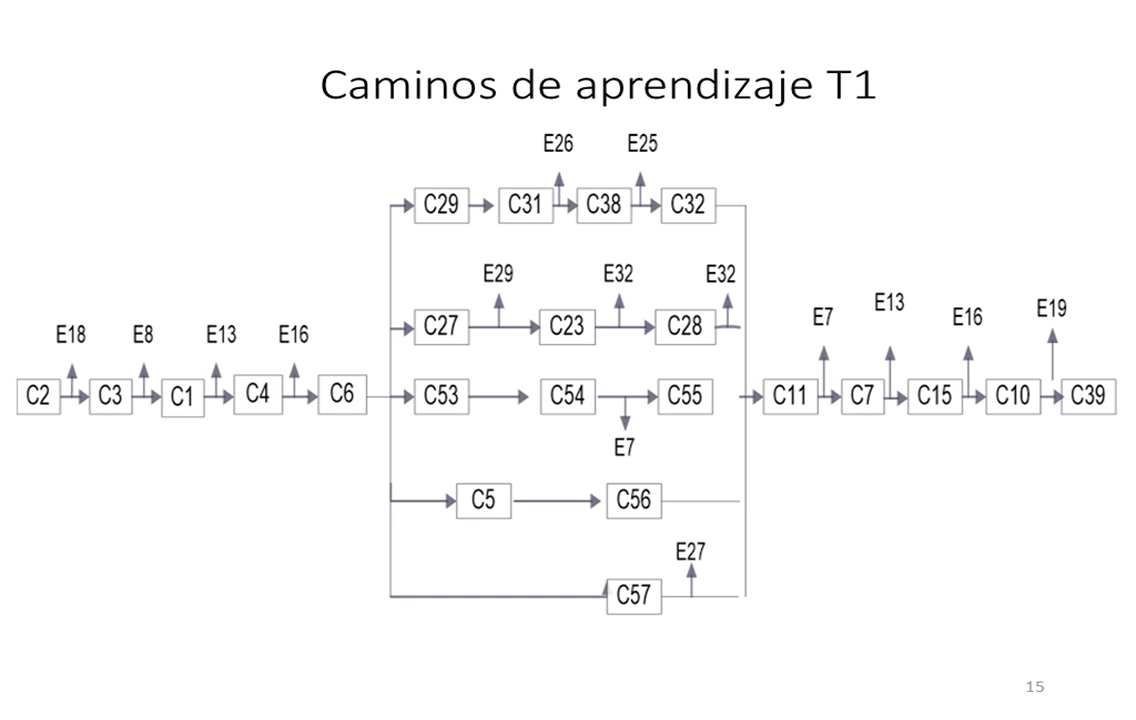 Caminos de aprendizaje T1
E26 E25
C29 C31 C38 C32
E29 E32 E32
C27 C23 C28
E18 E8 E13 E16
E7 E13 E16 E19
C2 C3 C1 C4 C6 C53 C54 C55 C11 C7 C15 C10 C39
E7
C5 C56
E27
C57
15